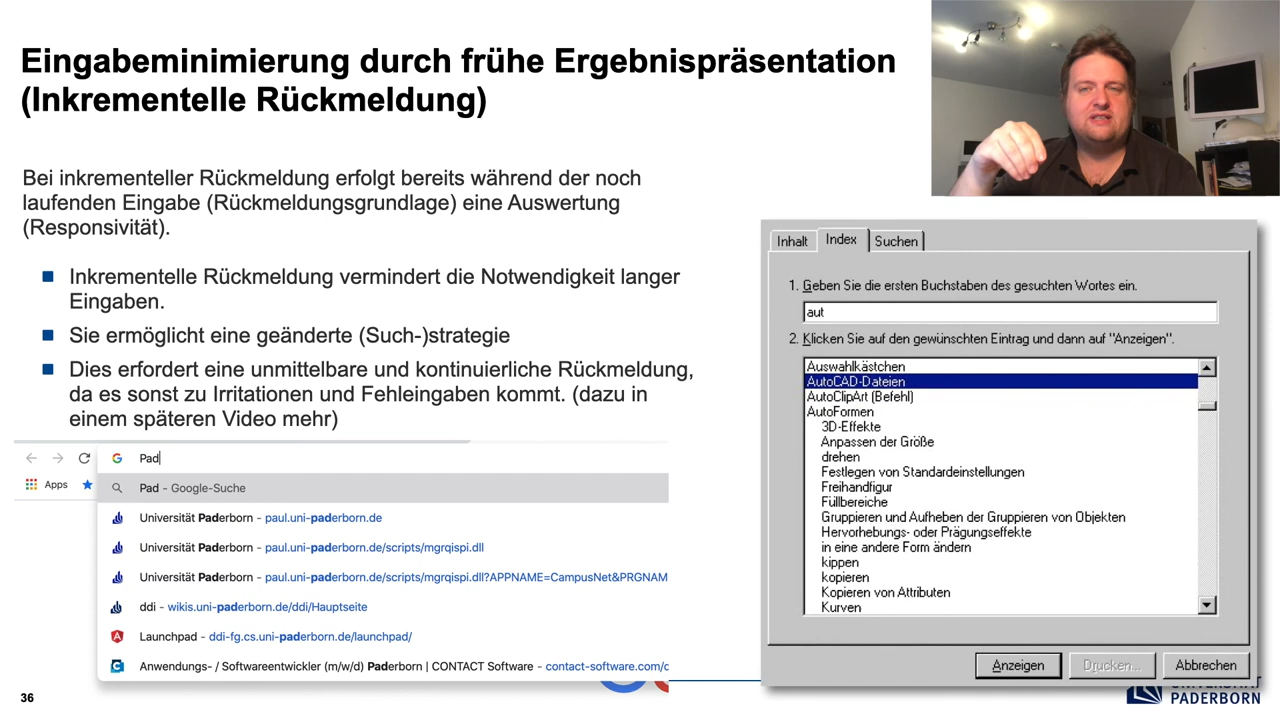 Eingabeminimierung durch frühe Ergebnispräsentation
(Inkrementelle Rückmeldung)
Bei inkrementeller Rückmeldung erfolgt bereits während der noch
laufenden Eingabe (Rückmeldungsgrundlage) eine Auswertung
(Responsivität).
Inkrementelle Rückmeldung vermindert die Notwendigkeit langer
Eingaben.
Sie ermöglicht eine geänderte (Such-)strategie
Dies erfordert eine unmittelbare und kontinuierliche Rückmeldung,
da es sonst zu Irritationen und Fehleingaben kommt. (dazu in
einem späteren Video mehr)
Pad
Apps
Pad - Google-Suche
Universität Paderborn - paul.uni-paderborn.de
Universität Paderborn - paul.uni-paderborn.de/scripts/mgrqispi.dll
Universität Paderborn - paul.uni-paderborn.de/scripts/mgrqispi.dll?APPNAME=CampusNet&PRGNAM
ddi - wikis.uni-paderborn.de/ddi/Hauptseite
Launchpad - ddi-fg.cs.uni-paderborn.de/launchpad/
Anwendungs- / Softwareentwickler (m/w/d) Paderborn | CONTACT Software - contact-software.com/c
Inhalt Index Suchen
1. Geben Sie die ersten Buchstaben des gesuchten Wortes ein.
aut
2. Klicken Sie auf den gewünschten Eintrag und dann auf "Anzeigen".
Auswahlkästchen
AutoCAD-Dateien
AutoClipArt (Befehl)
AutoFormen
3D-Effekte
Anpassen der Größe
drehen
Festlegen von Standardeinstellungen
Freihandfigur
Füllbereiche
Gruppieren und Aufheben der Gruppieren von Objekten
Hervorhebungs- oder Prägungseffekte
in eine andere Form ändern
kippen
kopieren
Kopieren von Attributen
Kurven
Anzeigen Drucken... Abbrechen
36
PADERBORN